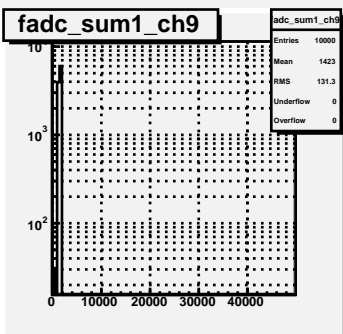 fadc_sum1_ch9
adc_sum1_ch9
Entries 10000
Mean 1423
RMS 131.3
Underflow 0
Overflow 0
10
10³
10²
0 10000 20000 30000 40000